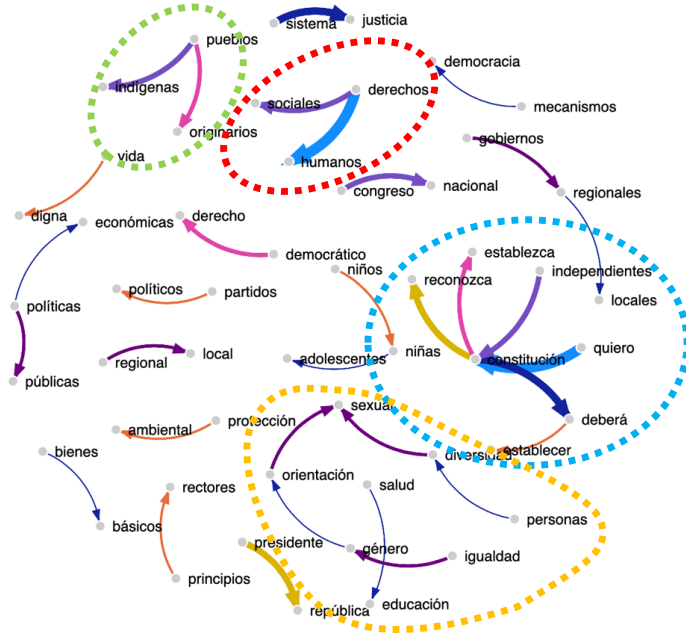 sistema
justicia
pueblos
democracia
indígenas
sociales
derechos
mecanismos
originarios
gobiernos
vida
humanos
congreso
nacional
regionales
digna
económicas
derecho
democrático
establezca
niños
reconozca
independientes
políticos
partidos
locales
políticas
regional
local
adolescentes
niñas
constitución
quiero
públicas
sexual
deberá
ambiental
protección
bienes
diversidad
establecer
orientación
salud
rectores
básicos
personas
presidente
género
igualdad
principios
república
educación